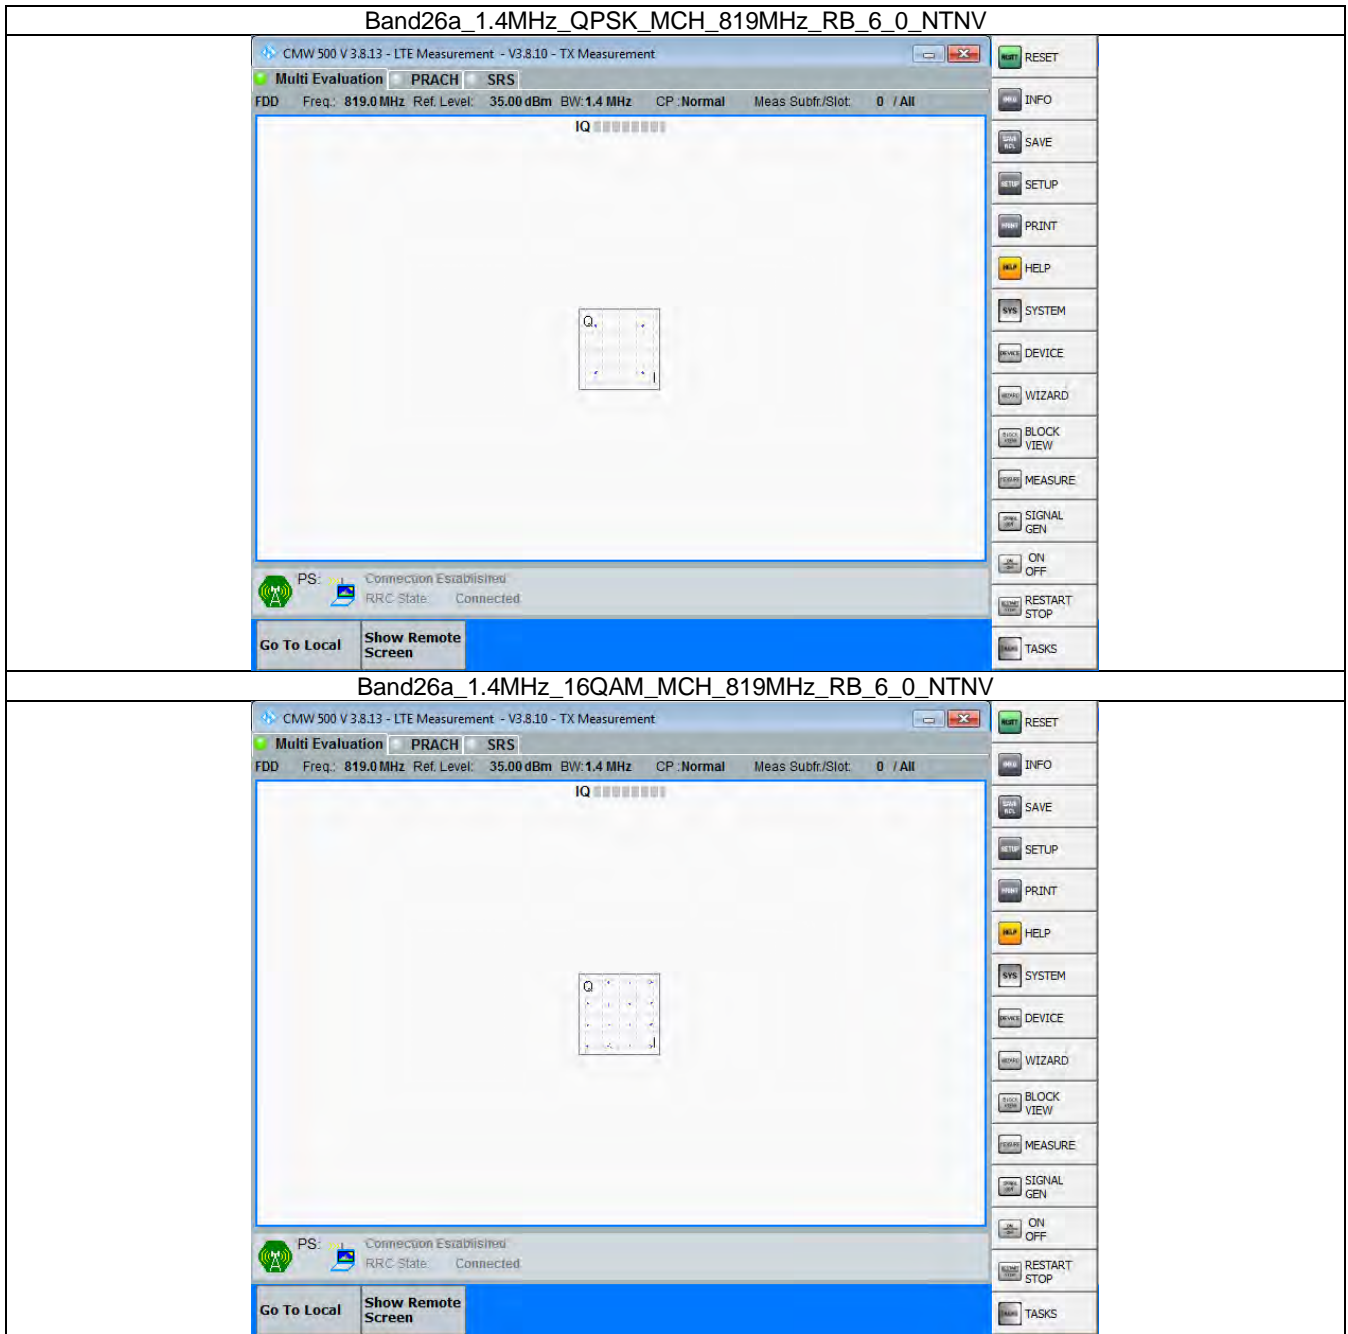 Band26a_1.4MHz_QPSK_MCH_819MHz_RB_6_0_NTNV
CMW 500 V 3.8.13 - LTE Measurement - V3.8.10 - TX Measurement
Multi Evaluation PRACH SRS
FDD Freq.: 819.0 MHz Ref. Level: 35.00 dBm BW: 1.4 MHz CP : Normal Meas Subfr./Slot: 0 / All
IQ
Q
I
PS: Connection Established
RRC State Connected
Go To Local
Show Remote
Screen
RESET
INFO
SAVE
SETUP
PRINT
HELP HELP
SYS SYSTEM
DEVICE DEVICE
WIZARD
BLOCK
VIEW
MEASURE
SIGNAL
GEN
ON
OFF
RESTART
STOP
TASKS
Band26a_1.4MHz_16QAM_MCH_819MHz_RB_6_0_NTNV
CMW 500 V 3.8.13 - LTE Measurement - V3.8.10 - TX Measurement
Multi Evaluation PRACH SRS
FDD Freq.: 819.0 MHz Ref. Level: 35.00 dBm BW: 1.4 MHz CP : Normal Meas Subfr./Slot: 0 / All
IQ
Q
I
PS: Connection Established
RRC State Connected
Go To Local
Show Remote
Screen
RESET
INFO
SAVE
SETUP
PRINT
HELP HELP
SYS SYSTEM
DEVICE DEVICE
WIZARD
BLOCK
VIEW
MEASURE
SIGNAL
GEN
ON
OFF
RESTART
STOP
TASKS